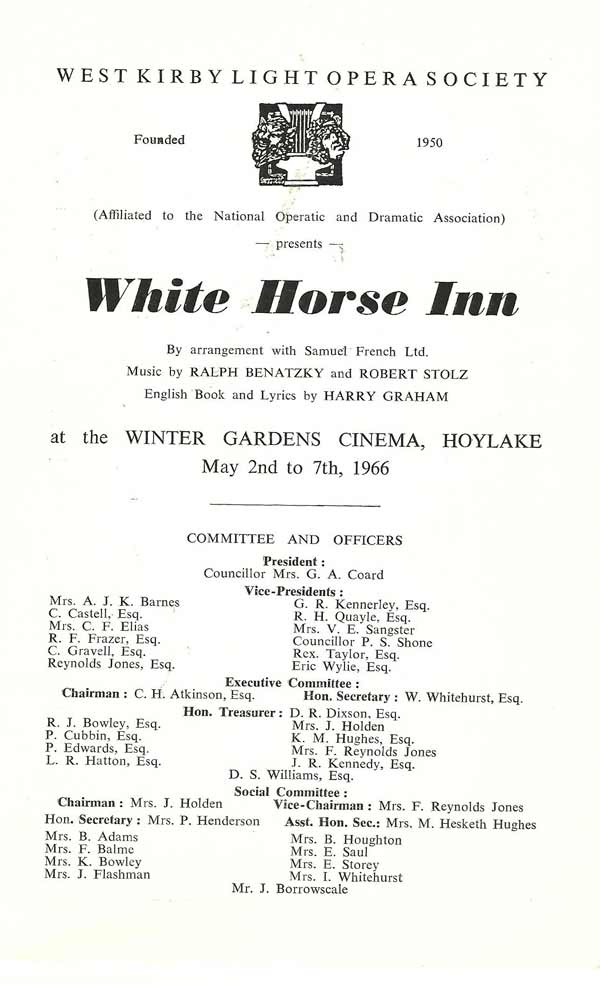 WEST KIRBY LIGHT OPERA SOCIETY
Founded 1950
(Affiliated to the National Operatic and Dramatic Association)
— presents —
White Horse Inn
By arrangement with Samuel French Ltd.
Music by RALPH BENATZKY and ROBERT STOLZ
English Book and Lyrics by HARRY GRAHAM
at the WINTER GARDENS CINEMA, HOYLAKE
May 2nd to 7th, 1966
COMMITTEE AND OFFICERS
President :
Councillor Mrs. G. A. Coard
Vice-Presidents :
Mrs. A. J. K. Barnes
C. Castell, Esq.
Mrs. C. F. Elias
R. F. Frazer, Esq.
C. Gravell, Esq.
Reynolds Jones, Esq.
G. R. Kennerley, Esq.
R. H. Quayle, Esq.
Mrs. V. E. Sangster
Councillor P. S. Shone
Rex. Taylor, Esq.
Eric Wylie, Esq.
Executive Committee :
Chairman : C. H. Atkinson, Esq. Hon. Secretary : W. Whitehurst, Esq.
Hon. Treasurer : D. R. Dixson, Esq.
R. J. Bowley, Esq.
P. Cubbin, Esq.
P. Edwards, Esq.
L. R. Hatton, Esq.
Mrs. J. Holden
K. M. Hughes, Esq.
Mrs. F. Reynolds Jones
J. R. Kennedy, Esq.
D. S. Williams, Esq.
Social Committee :
Chairman : Mrs. J. Holden Vice-Chairman : Mrs. F. Reynolds Jones
Hon. Secretary : Mrs. P. Henderson Asst. Hon. Sec.: Mrs. M. Hesketh Hughes
Mrs. B. Adams
Mrs. F. Balme
Mrs. K. Bowley
Mrs. J. Flashman
Mrs. B. Houghton
Mrs. E. Saul
Mrs. E. Storey
Mrs. I. Whitehurst
Mr. J. Borrowscale